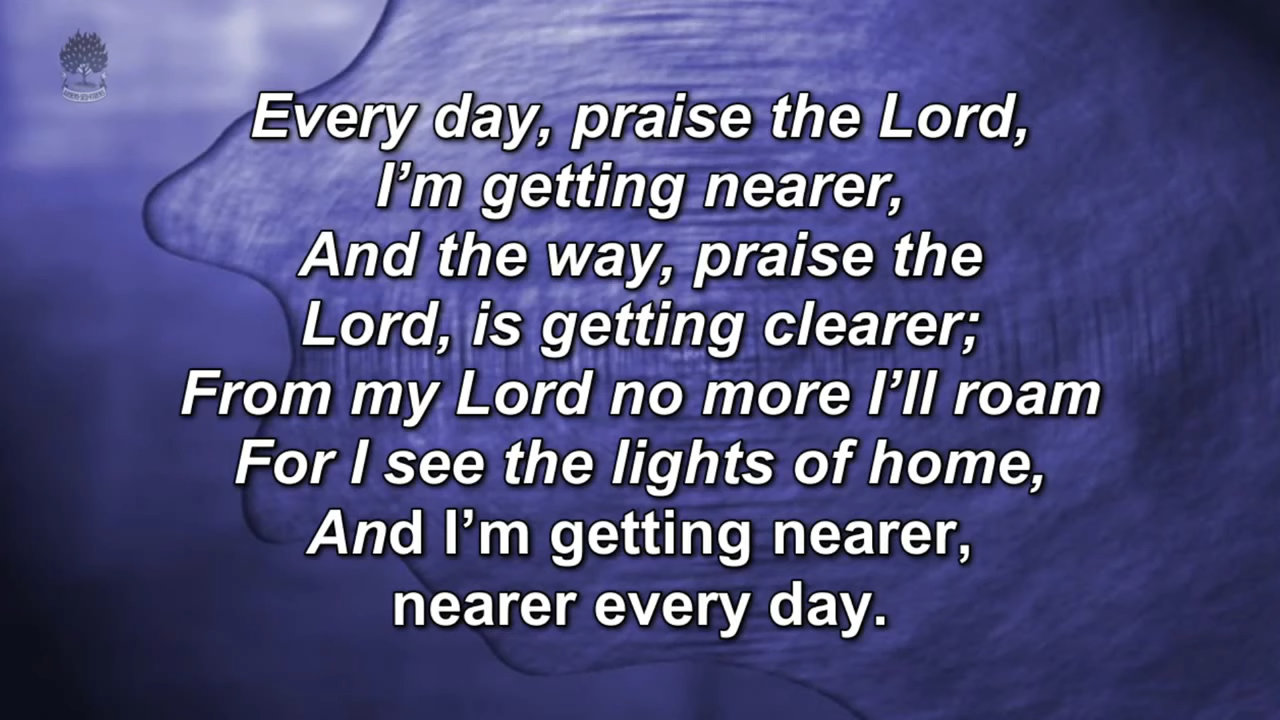 Every day, praise the Lord,
I’m getting nearer,
And the way, praise the
Lord, is getting clearer;
From my Lord no more I’ll roam
For I see the lights of home,
And I’m getting nearer,
nearer every day.